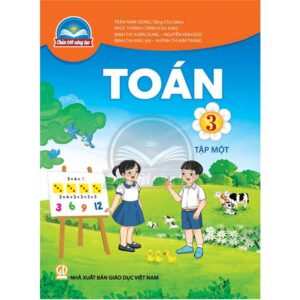 Chân trời sáng tạo
TRẦN NAM DŨNG (Tổng Chủ biên)
KHÚC THÀNH CHÍNH (Chủ biên)
ĐINH THỊ XUÂN DUNG – NGUYỄN KÍNH ĐỨC
ĐINH THỊ KIM LAN – HUỲNH THỊ KIM TRANG
TOÁN
3
TẬP MỘT
3 × 4 = ?
3 6 9 12
NHÀ XUẤT BẢN GIÁO DỤC VIỆT NAM